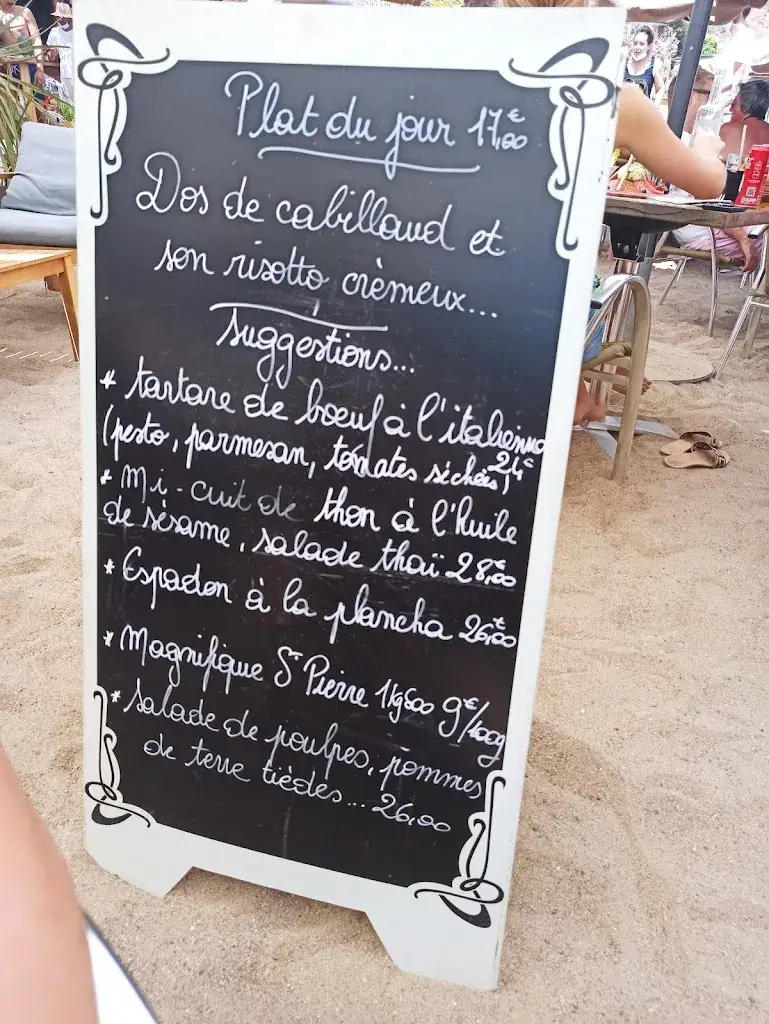 Plat du jour 17,00€
Dos de cabillaud et
son risotto crèmeux...
Suggestions...
* tartare de bœuf à l'italienne
(pesto, parmesan, tomates séchées) 24€
* Mi-cuit de thon à l'huile
de sésame, salade thaï 28,00
* Espadon à la plancha 26,00€
* Magnifique St Pierre 1kg600 9€/100g
* Salade de poulpes, pommes
de terre tièdes... 26,00